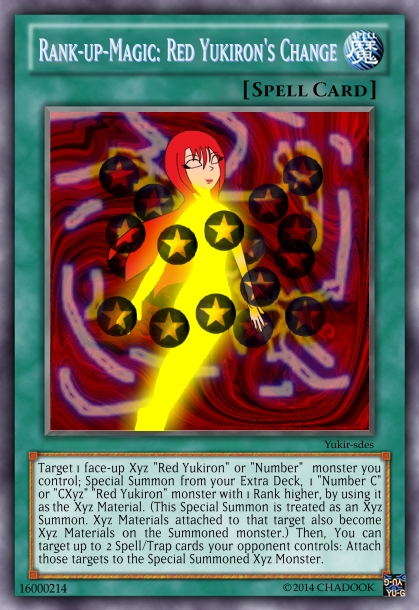 Rank-up-Magic: Red Yukiron's Change 魔
[Spell Card]
Yukir-sdes
Target 1 face-up Xyz "Red Yukiron" or "Number" monster you
control; Special Summon from your Extra Deck, 1 "Number C"
or "CXyz" "Red Yukiron" monster with 1 Rank higher, by using it
as the Xyz Material. (This Special Summon is treated as an Xyz
Summon. Xyz Materials attached to that target also become
Xyz Materials on the Summoned monster.) Then, You can
target up to 2 Spell/Trap cards your opponent controls: Attach
those targets to the Special Summoned Xyz Monster.
16000214
©2014 CHADOOK
YU-G